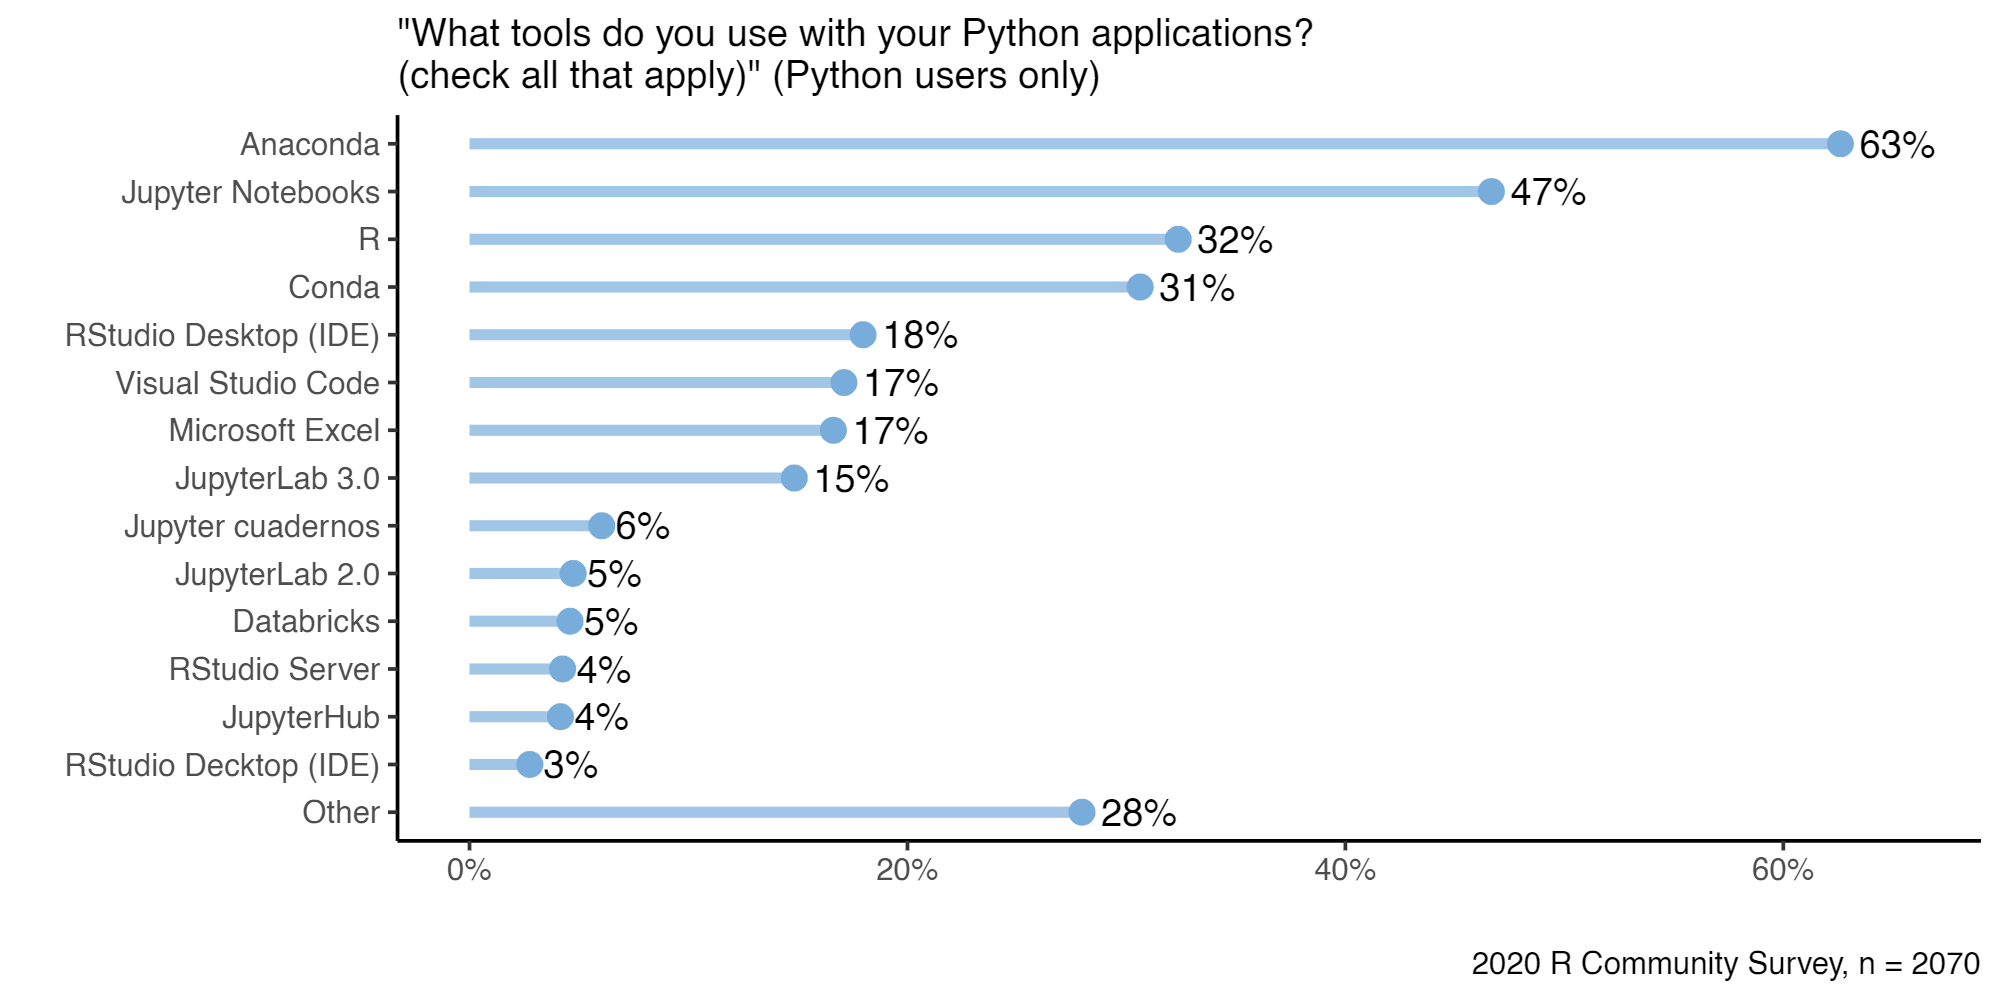 "What tools do you use with your Python applications?
(check all that apply)" (Python users only)
Anaconda 63%
Jupyter Notebooks 47%
R 32%
Conda 31%
RStudio Desktop (IDE) 18%
Visual Studio Code 17%
Microsoft Excel 17%
JupyterLab 3.0 15%
Jupyter cuadernos 6%
JupyterLab 2.0 5%
Databricks 5%
RStudio Server 4%
JupyterHub 4%
RStudio Decktop (IDE) 3%
Other 28%
0% 20% 40% 60%
2020 R Community Survey, n = 2070